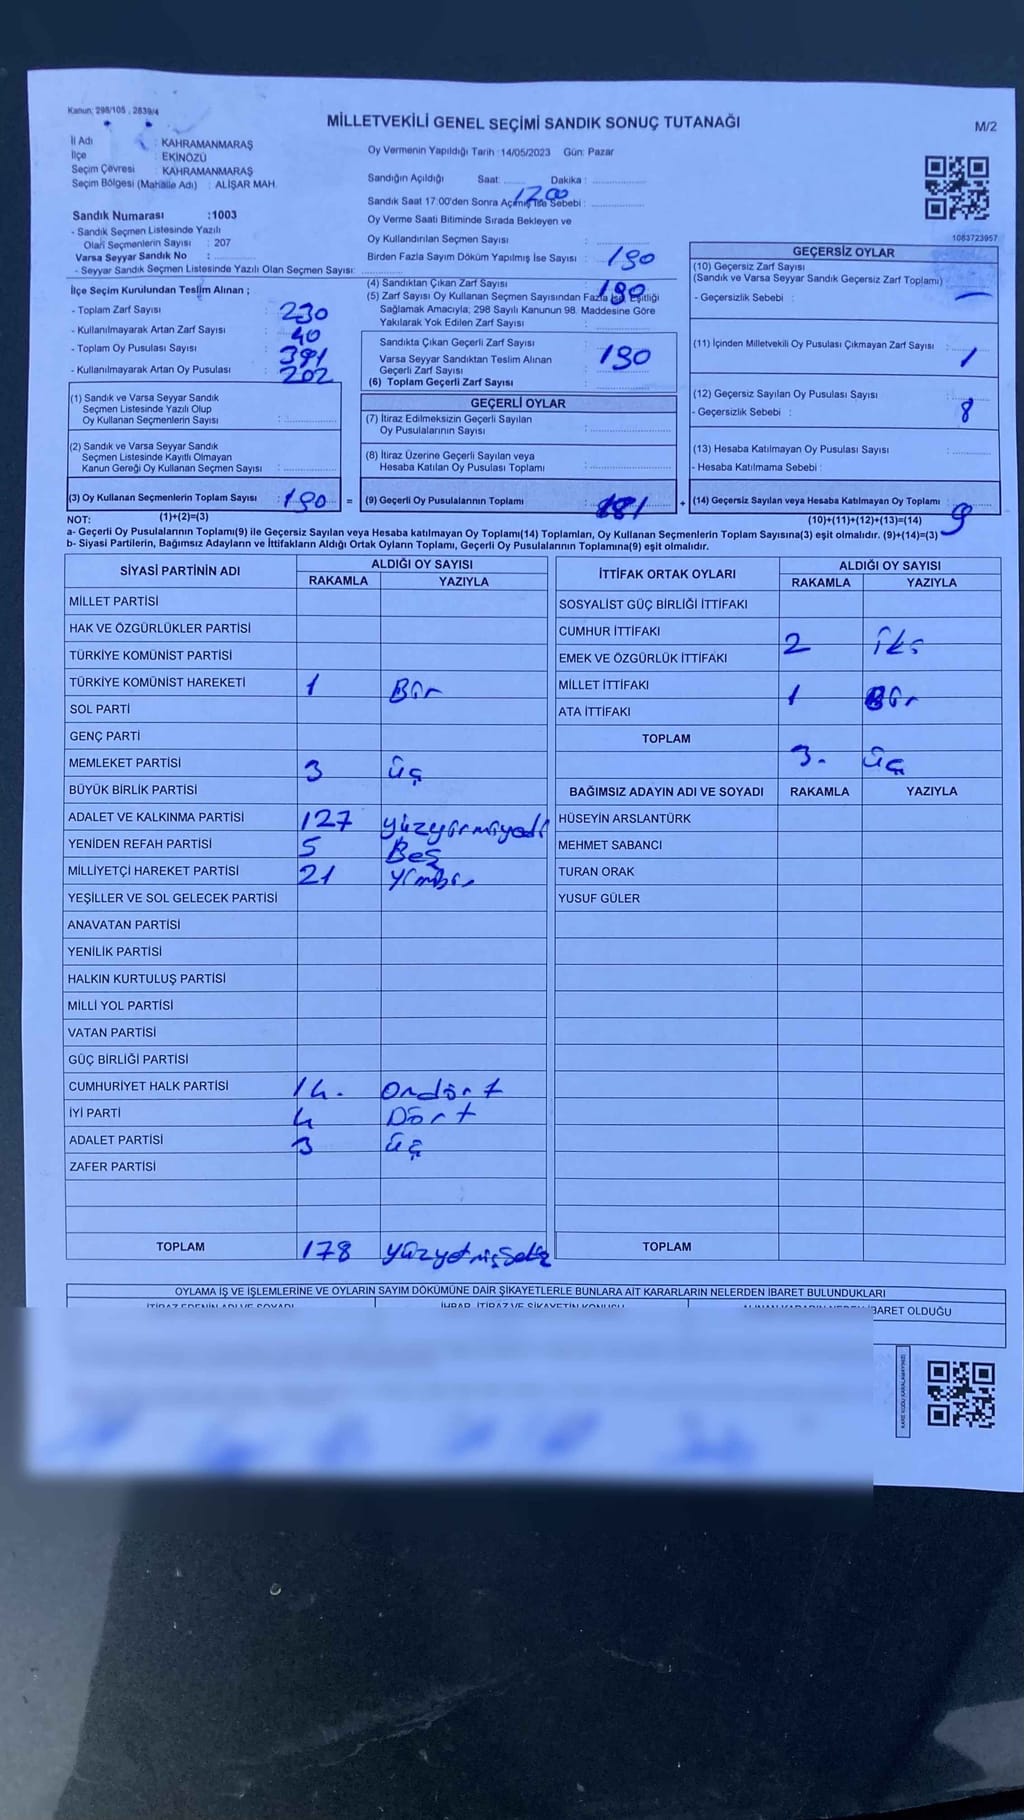 Kanun: 298/105 , 2839/4
MİLLETVEKİLİ GENEL SEÇİMİ SANDIK SONUÇ TUTANAĞI
M/2
İl Adı : KAHRAMANMARAŞ
İlçe : EKİNÖZÜ
Seçim Çevresi : KAHRAMANMARAŞ
Seçim Bölgesi (Mahalle Adı) : ALİŞAR MAH.
Sandık Numarası :1003
- Sandık Seçmen Listesinde Yazılı
Olan Seçmenlerin Sayısı : 207
Varsa Seyyar Sandık No :
- Seyyar Sandık Seçmen Listesinde Yazılı Olan Seçmen Sayısı:
İlçe Seçim Kurulundan Teslim Alınan ;
- Toplam Zarf Sayısı : 230
- Kullanılmayarak Artan Zarf Sayısı : 40
- Toplam Oy Pusulası Sayısı : 391
- Kullanılmayarak Artan Oy Pusulası : 202
(1) Sandık ve Varsa Seyyar Sandık
Seçmen Listesinde Yazılı Olup
Oy Kullanan Seçmenlerin Sayısı :
(2) Sandık ve Varsa Seyyar Sandık
Seçmen Listesinde Kayıtlı Olmayan
Kanun Gereği Oy Kullanan Seçmen Sayısı :
(3) Oy Kullanan Seçmenlerin Toplam Sayısı : 190 =
(1)+(2)=(3)
Oy Vermenin Yapıldığı Tarih : 14/05/2023 Gün: Pazar
Sandığın Açıldığı Saat: Dakika :
17.00
Sandık Saat 17:00'den Sonra Açılmış İse Sebebi :
Oy Verme Saati Bitiminde Sırada Bekleyen ve
Oy Kullandırılan Seçmen Sayısı :
Birden Fazla Sayım Döküm Yapılmış İse Sayısı : 190
(4) Sandıktan Çıkan Zarf Sayısı : 190
(5) Zarf Sayısı Oy Kullanan Seçmen Sayısından Fazla İse, Eşitliği
Sağlamak Amacıyla; 298 Sayılı Kanunun 98. Maddesine Göre
Yakılarak Yok Edilen Zarf Sayısı :
Sandıkta Çıkan Geçerli Zarf Sayısı : 190
Varsa Seyyar Sandıktan Teslim Alınan
Geçerli Zarf Sayısı :
(6) Toplam Geçerli Zarf Sayısı :
GEÇERLİ OYLAR
(7) İtiraz Edilmeksizin Geçerli Sayılan
Oy Pusulalarının Sayısı :
(8) İtiraz Üzerine Geçerli Sayılan veya
Hesaba Katılan Oy Pusulası Toplamı :
(9) Geçerli Oy Pusulalarının Toplamı : 181 +
1083723957
GEÇERSİZ OYLAR
(10) Geçersiz Zarf Sayısı
(Sandık ve Varsa Seyyar Sandık Geçersiz Zarf Toplamı) :
- Geçersizlik Sebebi :
(11) İçinden Milletvekili Oy Pusulası Çıkmayan Zarf Sayısı : 1
(12) Geçersiz Sayılan Oy Pusulası Sayısı : 8
- Geçersizlik Sebebi :
(13) Hesaba Katılmayan Oy Pusulası Sayısı :
- Hesaba Katılmama Sebebi :
(14) Geçersiz Sayılan veya Hesaba Katılmayan Oy Toplamı : 9
(10)+(11)+(12)+(13)=(14)
NOT:
a- Geçerli Oy Pusulalarının Toplamı(9) ile Geçersiz Sayılan veya Hesaba katılmayan Oy Toplamı(14) Toplamları, Oy Kullanan Seçmenlerin Toplam Sayısına(3) eşit olmalıdır. (9)+(14)=(3)
b- Siyasi Partilerin, Bağımsız Adayların ve İttifakların Aldığı Ortak Oyların Toplamı, Geçerli Oy Pusulalarının Toplamına(9) eşit olmalıdır.
SİYASİ PARTİNİN ADI ALDIĞI OY SAYISI
RAKAMLA YAZIYLA
MİLLET PARTİSİ
HAK VE ÖZGÜRLÜKLER PARTİSİ
TÜRKİYE KOMÜNİST PARTİSİ
TÜRKİYE KOMÜNİST HAREKETİ 1 Bir
SOL PARTİ
GENÇ PARTİ
MEMLEKET PARTİSİ 3 üç
BÜYÜK BİRLİK PARTİSİ
ADALET VE KALKINMA PARTİSİ 127 yüzyirmiyedi
YENİDEN REFAH PARTİSİ 5 Beş
MİLLİYETÇİ HAREKET PARTİSİ 21
YEŞİLLER VE SOL GELECEK PARTİSİ
ANAVATAN PARTİSİ
YENİLİK PARTİSİ
HALKIN KURTULUŞ PARTİSİ
MİLLİ YOL PARTİSİ
VATAN PARTİSİ
GÜÇ BİRLİĞİ PARTİSİ
CUMHURİYET HALK PARTİSİ 14. ondört
İYİ PARTİ 4 Dört
ADALET PARTİSİ 3 üç
ZAFER PARTİSİ
TOPLAM 178 yüzyetmişsekiz
İTTİFAK ORTAK OYLARI ALDIĞI OY SAYISI
RAKAMLA YAZIYLA
SOSYALİST GÜÇ BİRLİĞİ İTTİFAKI
CUMHUR İTTİFAKI 2 iki
EMEK VE ÖZGÜRLÜK İTTİFAKI
MİLLET İTTİFAKI 1 Bir
ATA İTTİFAKI
TOPLAM 3. üç
BAĞIMSIZ ADAYIN ADI VE SOYADI RAKAMLA YAZIYLA
HÜSEYİN ARSLANTÜRK
MEHMET SABANCI
TURAN ORAK
YUSUF GÜLER
TOPLAM
OYLAMA İŞ VE İŞLEMLERİNE VE OYLARIN SAYIM DÖKÜMÜNE DAİR ŞİKAYETLERLE BUNLARA AİT KARARLARIN NELERDEN İBARET BULUNDUKLARI
İBARET OLDUĞU
KARE KODU KARALAMAYINIZ!